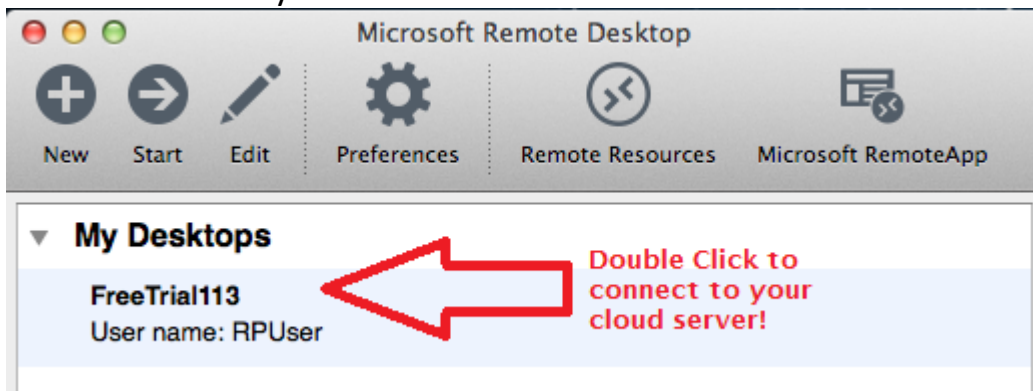 Microsoft Remote Desktop
New Start Edit Preferences Remote Resources Microsoft RemoteApp
My Desktops
FreeTrial113
User name: RPUser
Double Click to
connect to your
cloud server!